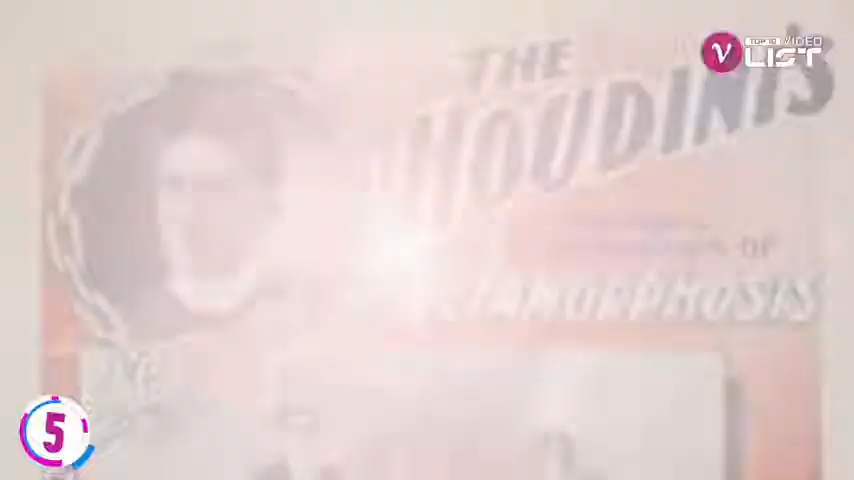 THE
HOUDINIS
OF
METAMORPHOSIS
TOP 10 VIDEO
LIST
5